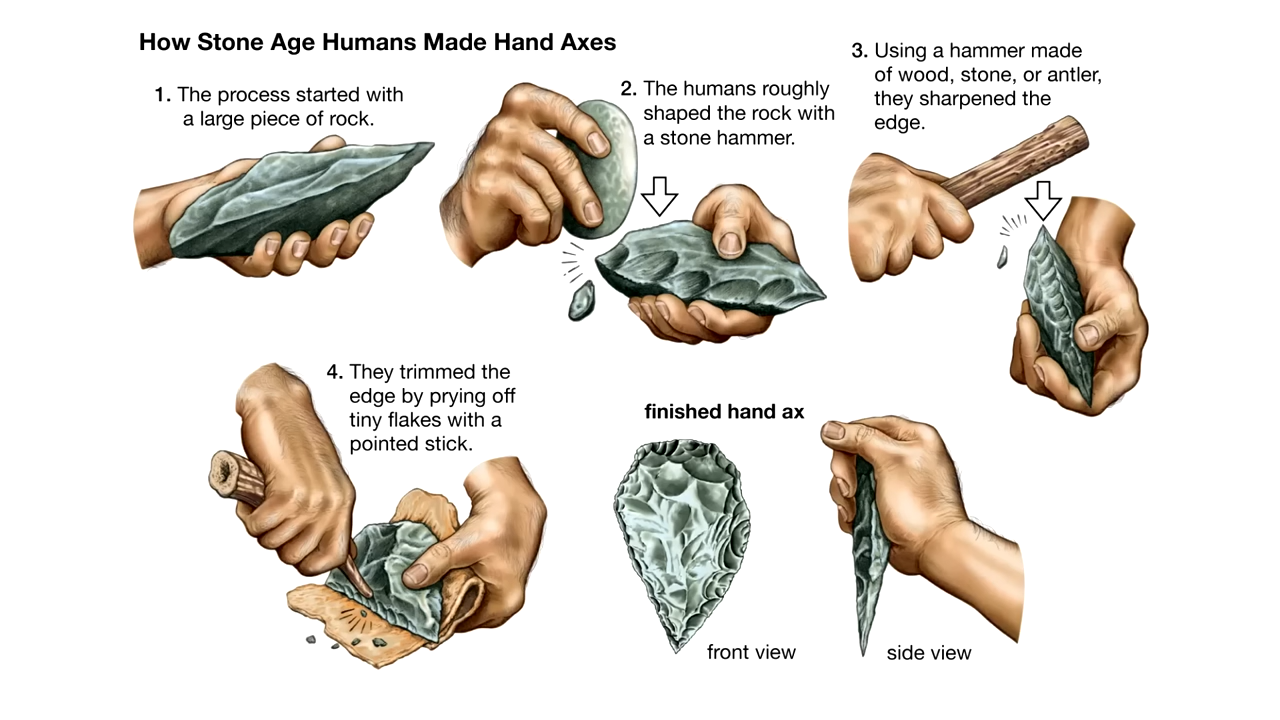 How Stone Age Humans Made Hand Axes
1. The process started with
a large piece of rock.
2. The humans roughly
shaped the rock with
a stone hammer.
3. Using a hammer made
of wood, stone, or antler,
they sharpened the
edge.
4. They trimmed the
edge by prying off
tiny flakes with a
pointed stick.
finished hand ax
front view
side view